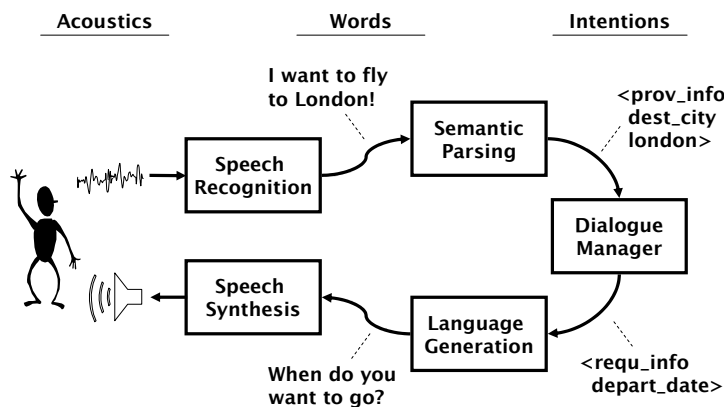 Acoustics
Words
Intentions
I want to fly
to London!
<prov_info
dest_city
london>
Speech
Recognition
Semantic
Parsing
Dialogue
Manager
Speech
Synthesis
Language
Generation
When do you
want to go?
<requ_info
depart_date>